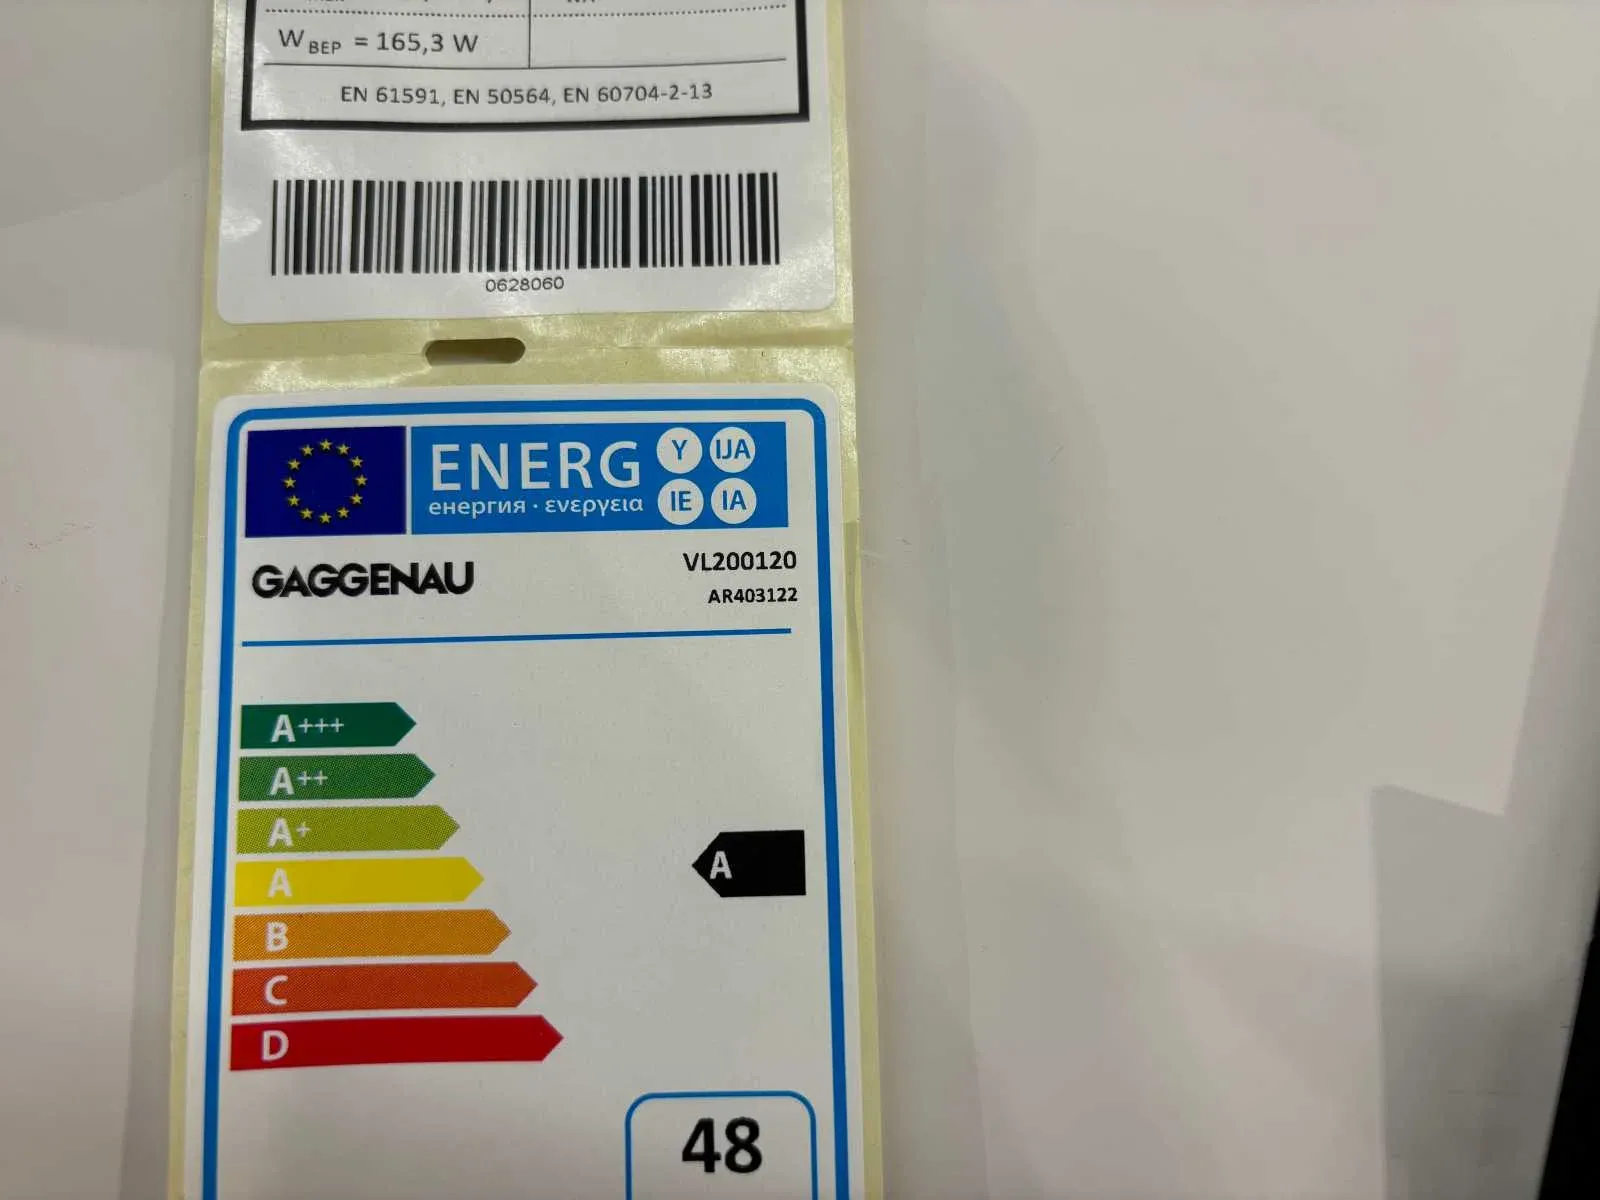 W BEP = 165,3 W
EN 61591, EN 50564, EN 60704-2-13
0628060
ENERG Y IJA
енергия · ενεργεια IE IA
GAGGENAU VL200120
AR403122
A+++
A++
A+
A
A
B
C
D
48